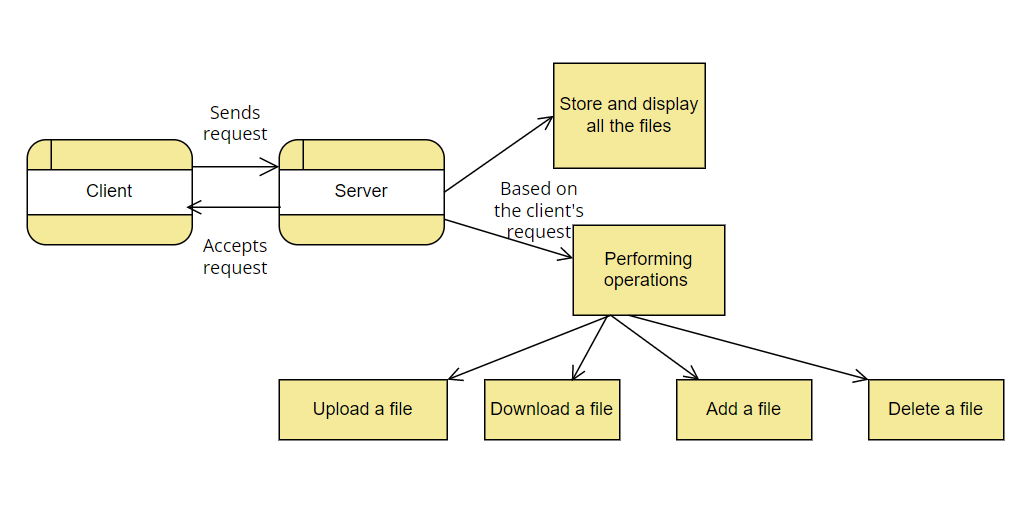 Sends
request
Client
Server
Accepts
request
Store and display
all the files
Based on
the client's
request
Performing
operations
Upload a file
Download a file
Add a file
Delete a file